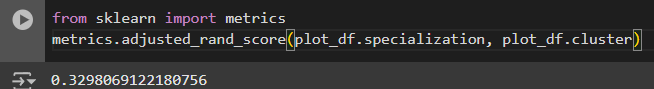 from sklearn import metrics
metrics.adjusted_rand_score(plot_df.specialization, plot_df.cluster)
0.3298069122180756